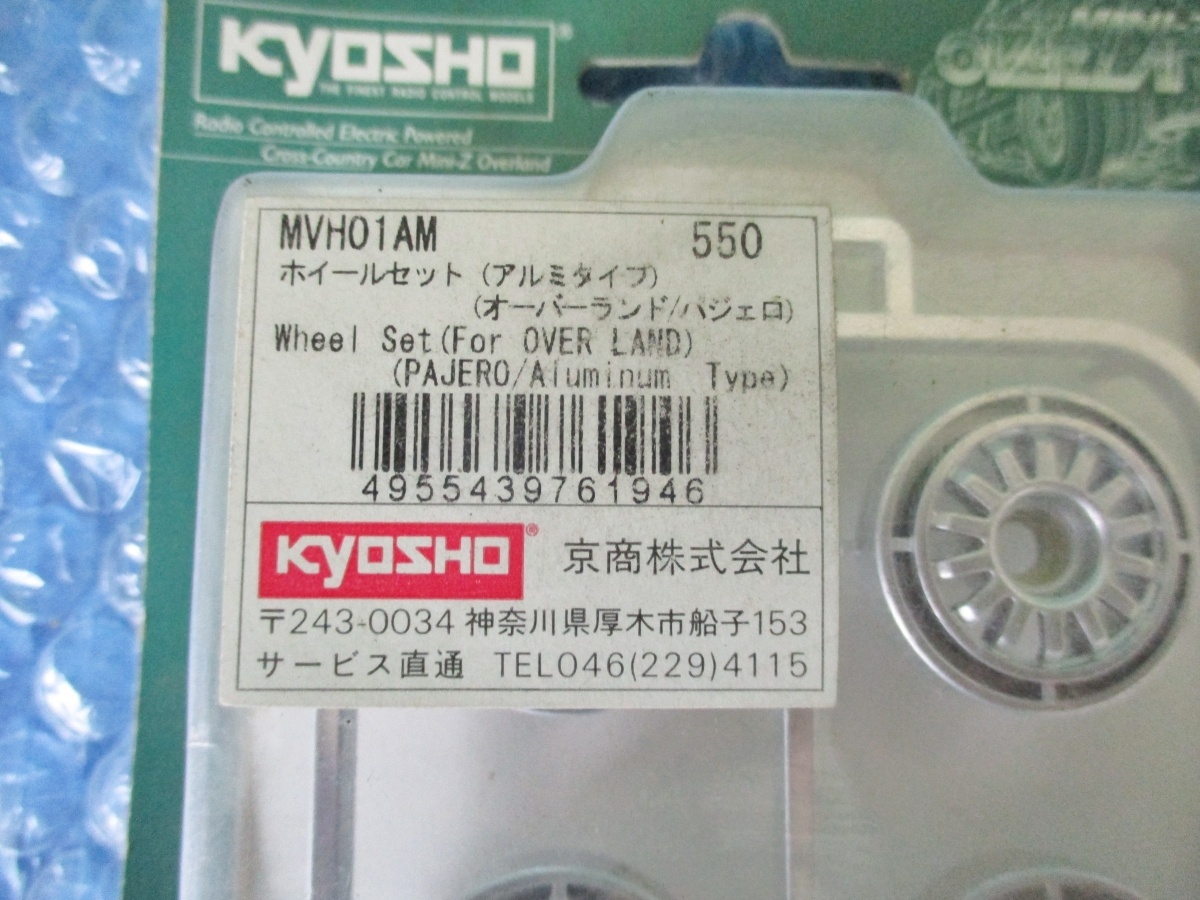 KYOSHO®
THE FINEST RADIO CONTROL MODELS
Radio Controlled Electric Powered
Cross-Country Car Mini-Z Overland
MVH01AM 550
ホイールセット (アルミタイプ)
(オーバーランド/パジェロ)
Wheel Set(For OVER LAND)
(PAJERO/Aluminum Type)
4955439761946
KYOSHO® 京商株式会社
〒243-0034 神奈川県厚木市船子153
サービス直通 TEL046(229)4115